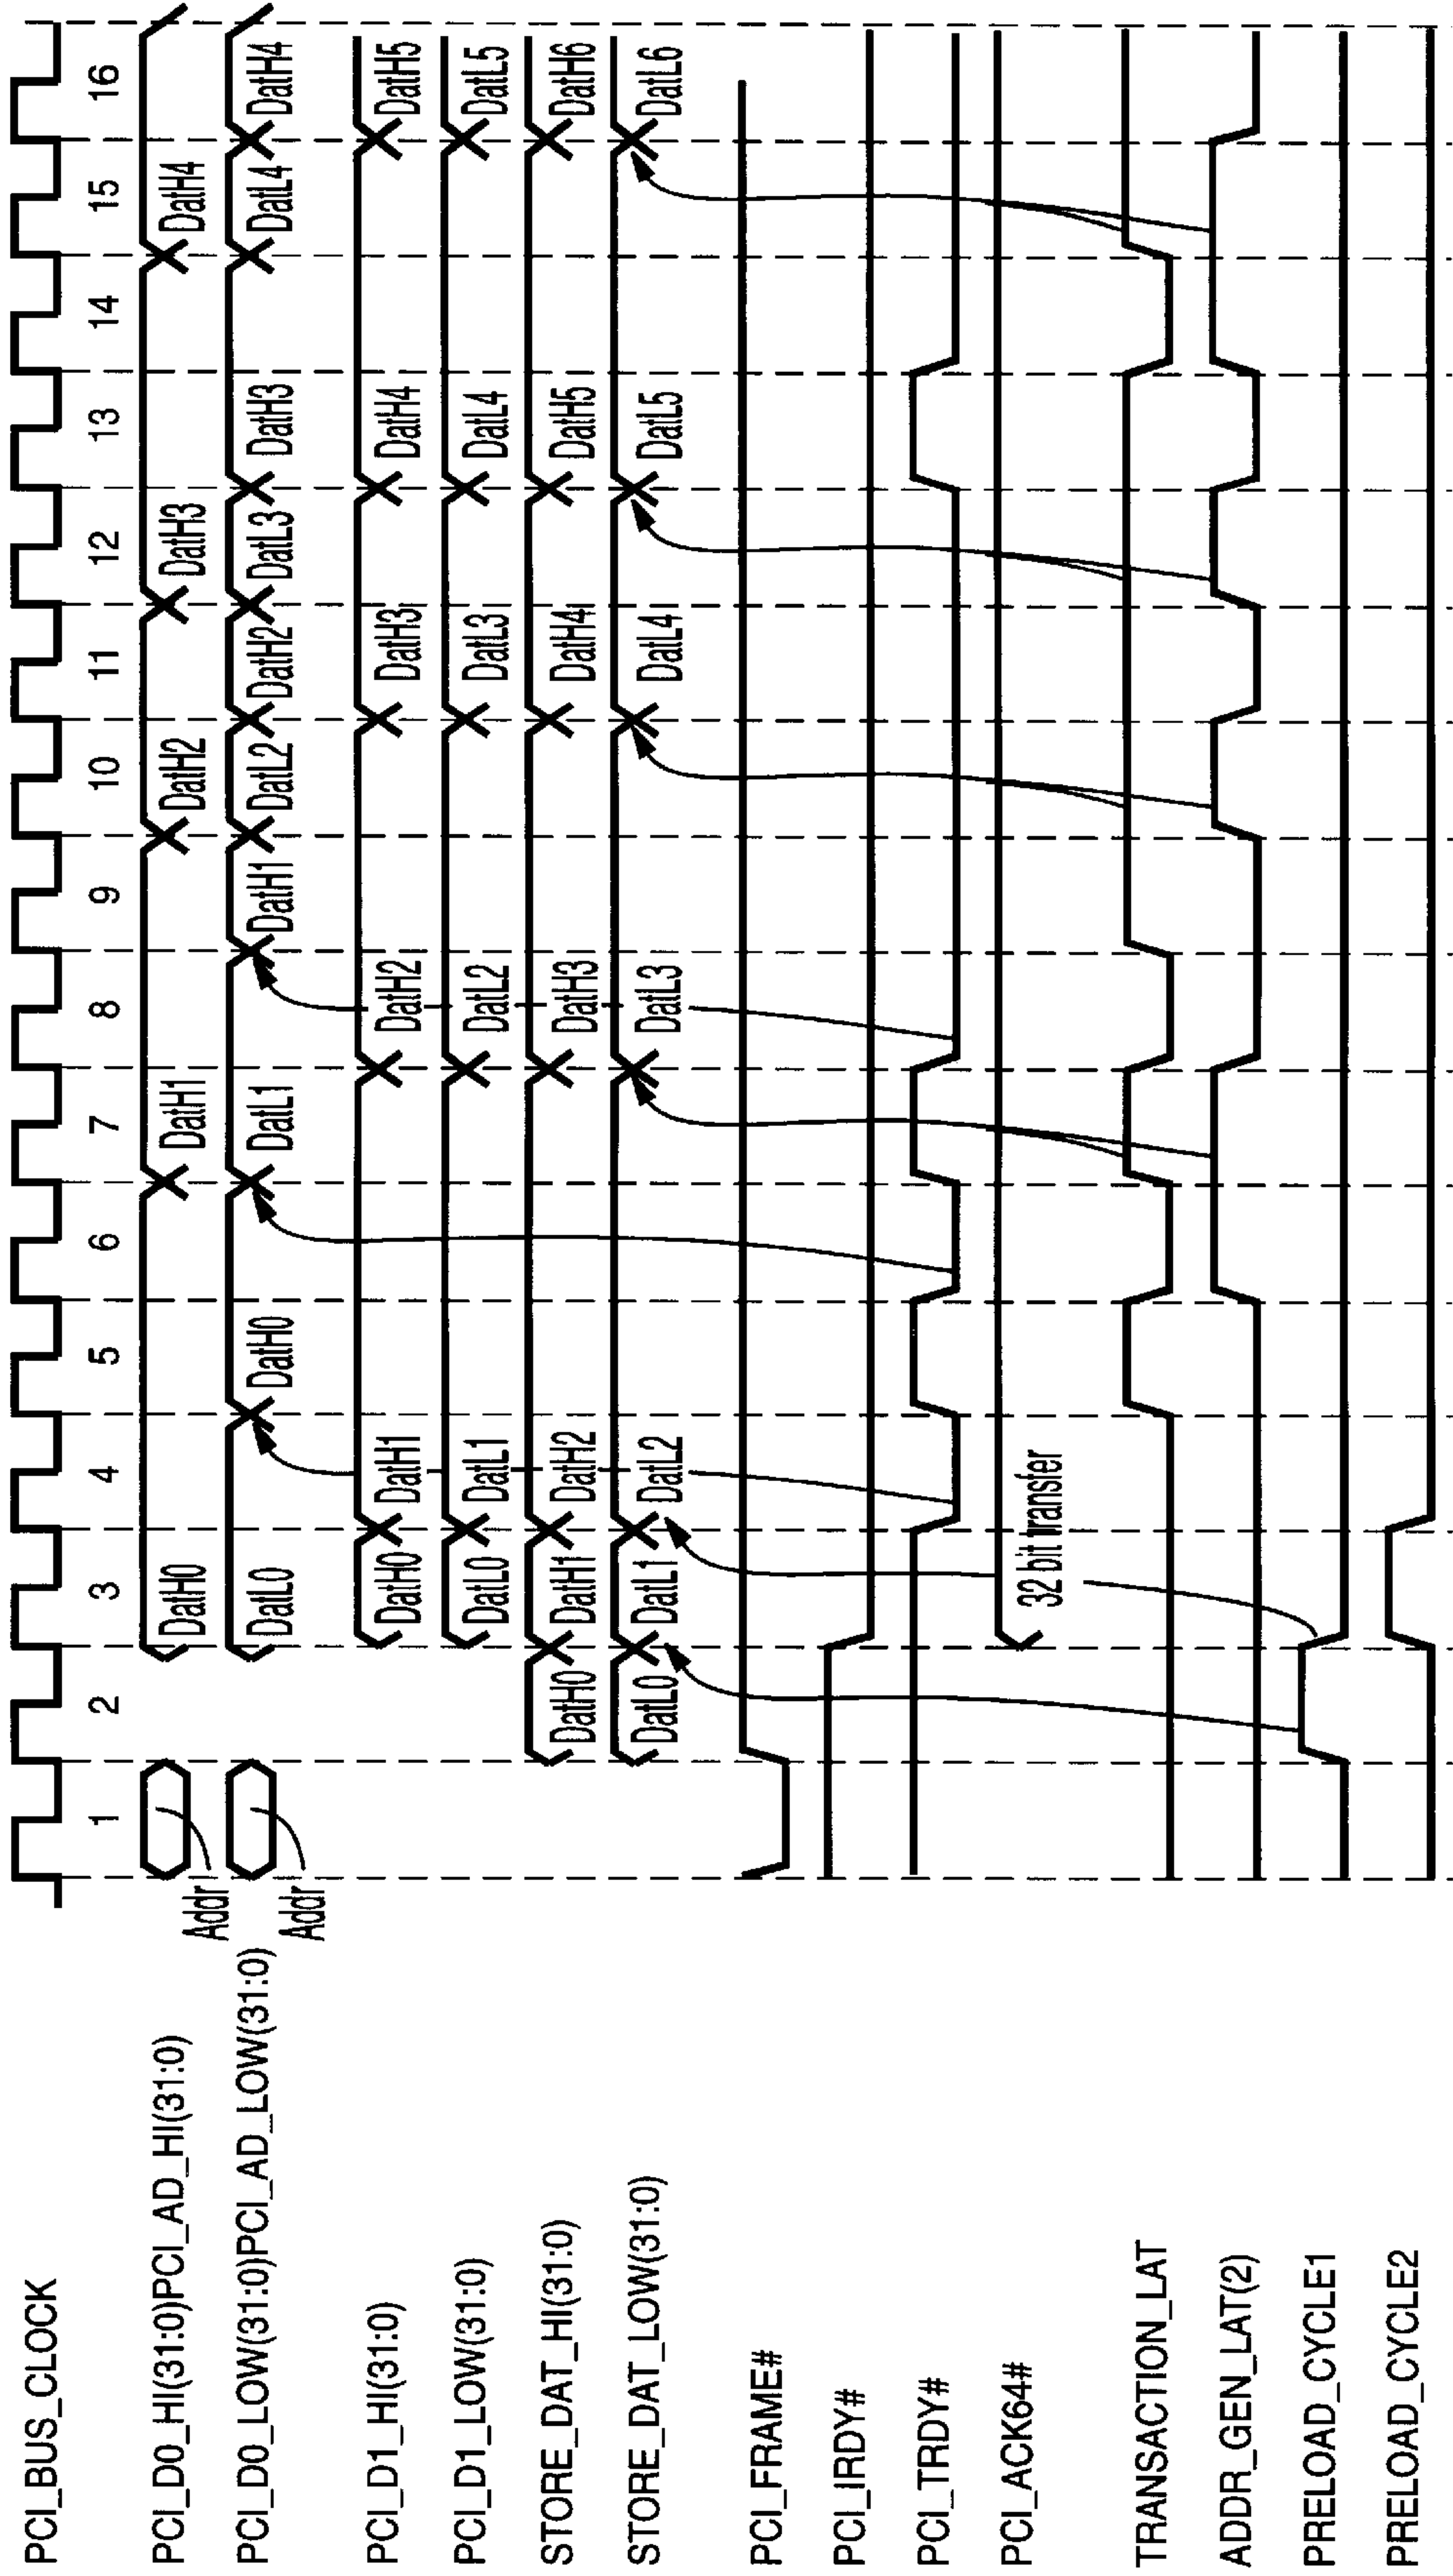 PCI_BUS_CLOCK
1 2 3 4 5 6 7 8 9 10 11 12 13 14 15 16
PCI_D0_HI(31:0)PCI_AD_HI(31:0)
Addr DatH0 DatH1 DatH2 DatH3 DatH4
PCI_D0_LOW(31:0)PCI_AD_LOW(31:0)
Addr DatL0 DatH0 DatL1 DatH1 DatL2 DatH2 DatL3 DatH3 DatL4 DatH4
PCI_D1_HI(31:0)
DatH0 DatH1 DatH2 DatH3 DatH4 DatH5
PCI_D1_LOW(31:0)
DatL0 DatL1 DatL2 DatL3 DatL4 DatL5
STORE_DAT_HI(31:0)
DatH0 DatH1 DatH2 DatH3 DatH4 DatH5 DatH6
STORE_DAT_LOW(31:0)
DatL0 DatL1 DatL2 DatL3 DatL4 DatL5 DatL6
PCI_FRAME#
PCI_IRDY#
PCI_TRDY#
PCI_ACK64#
32 bit transfer
TRANSACTION_LAT
ADDR_GEN_LAT(2)
PRELOAD_CYCLE1
PRELOAD_CYCLE2